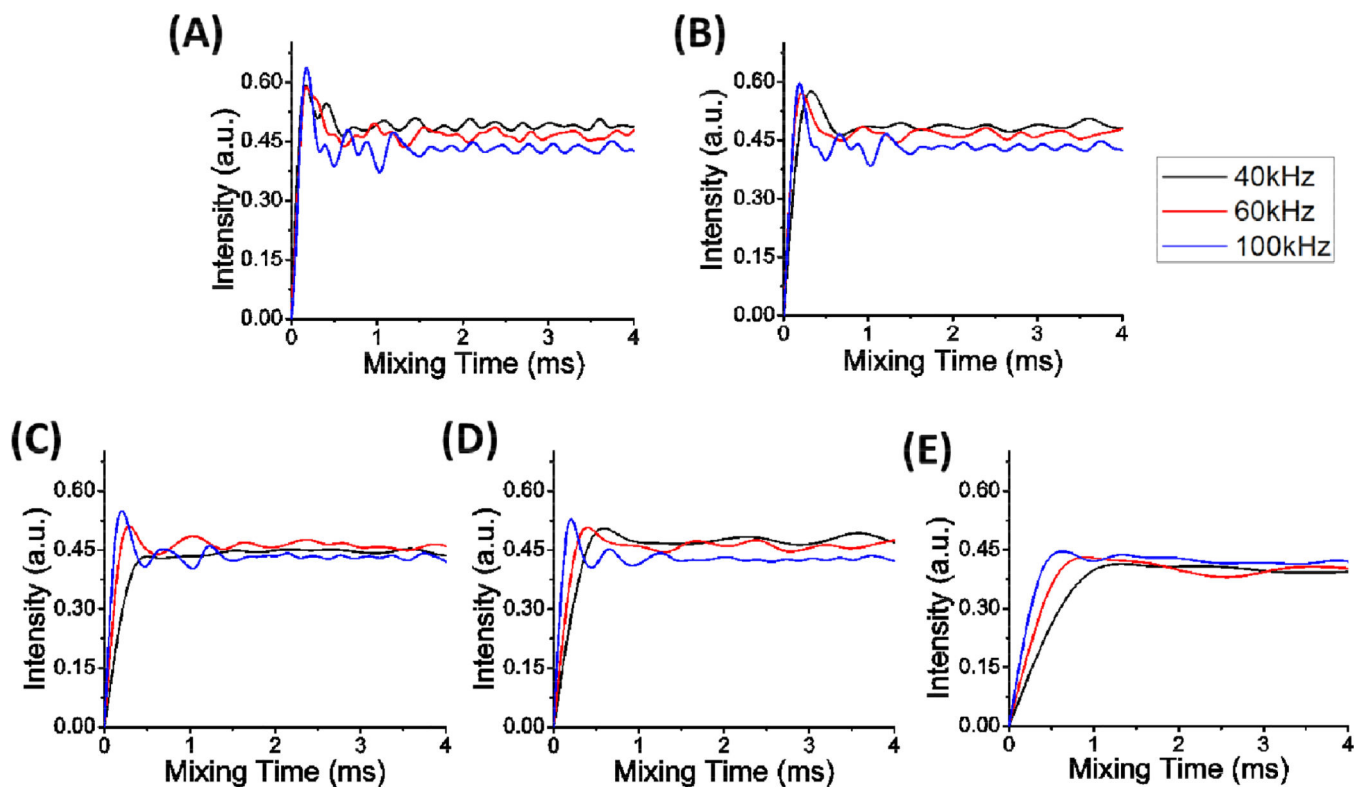 (A)
Intensity (a.u.)
0.60
0.45
0.30
0.15
0.00
0 1 2 3 4
Mixing Time (ms)
(B)
Intensity (a.u.)
0.60
0.45
0.30
0.15
0.00
0 1 2 3 4
Mixing Time (ms)
40kHz
60kHz
100kHz
(C)
Intensity (a.u.)
0.60
0.45
0.30
0.15
0.00
0 1 2 3 4
Mixing Time (ms)
(D)
Intensity (a.u.)
0.60
0.45
0.30
0.15
0.00
0 1 2 3 4
Mixing Time (ms)
(E)
Intensity (a.u.)
0.60
0.45
0.30
0.15
0.00
0 1 2 3 4
Mixing Time (ms)